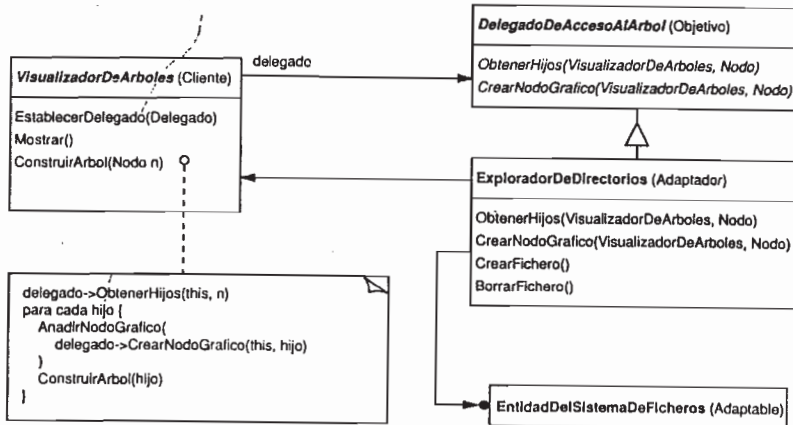 DelegadoDeAccesoAlArbol (Objetivo)
ObtenerHijos(VisualizadorDeArboles, Nodo)
CrearNodoGrafico(VisualizadorDeArboles, Nodo)
delegado
VisualizadorDeArboles (Cliente)
EstablecerDelegado(Delegado)
Mostrar()
ConstruirArbol(Nodo n)
ExploradorDeDirectorios (Adaptador)
ObtenerHijos(VisualizadorDeArboles, Nodo)
CrearNodoGrafico(VisualizadorDeArboles, Nodo)
CrearFichero()
BorrarFichero()
delegado->ObtenerHijos(this, n)
para cada hijo {
AnadirNodoGrafico(
delegado->CrearNodoGrafico(this, hijo)
)
ConstruirArbol(hijo)
}
EntidadDelSistemaDeFicheros (Adaptable)